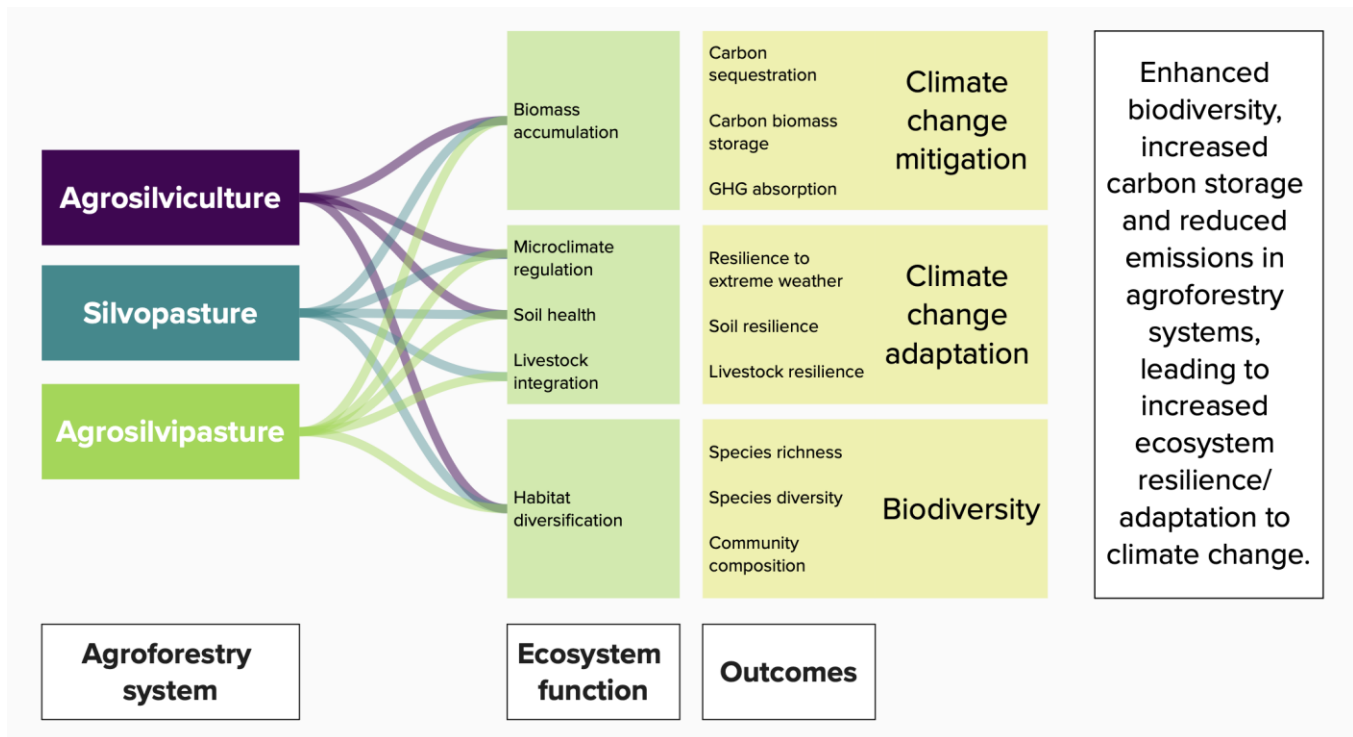 Agrosilviculture
Silvopasture
Agrosilvipasture
Agroforestry
system
Biomass
accumulation
Microclimate
regulation
Soil health
Livestock
integration
Habitat
diversification
Ecosystem
function
Carbon
sequestration
Carbon biomass
storage
GHG absorption
Climate
change
mitigation
Resilience to
extreme weather
Soil resilience
Livestock resilience
Climate
change
adaptation
Species richness
Species diversity
Community
composition
Biodiversity
Outcomes
Enhanced
biodiversity,
increased
carbon storage
and reduced
emissions in
agroforestry
systems,
leading to
increased
ecosystem
resilience/
adaptation to
climate change.